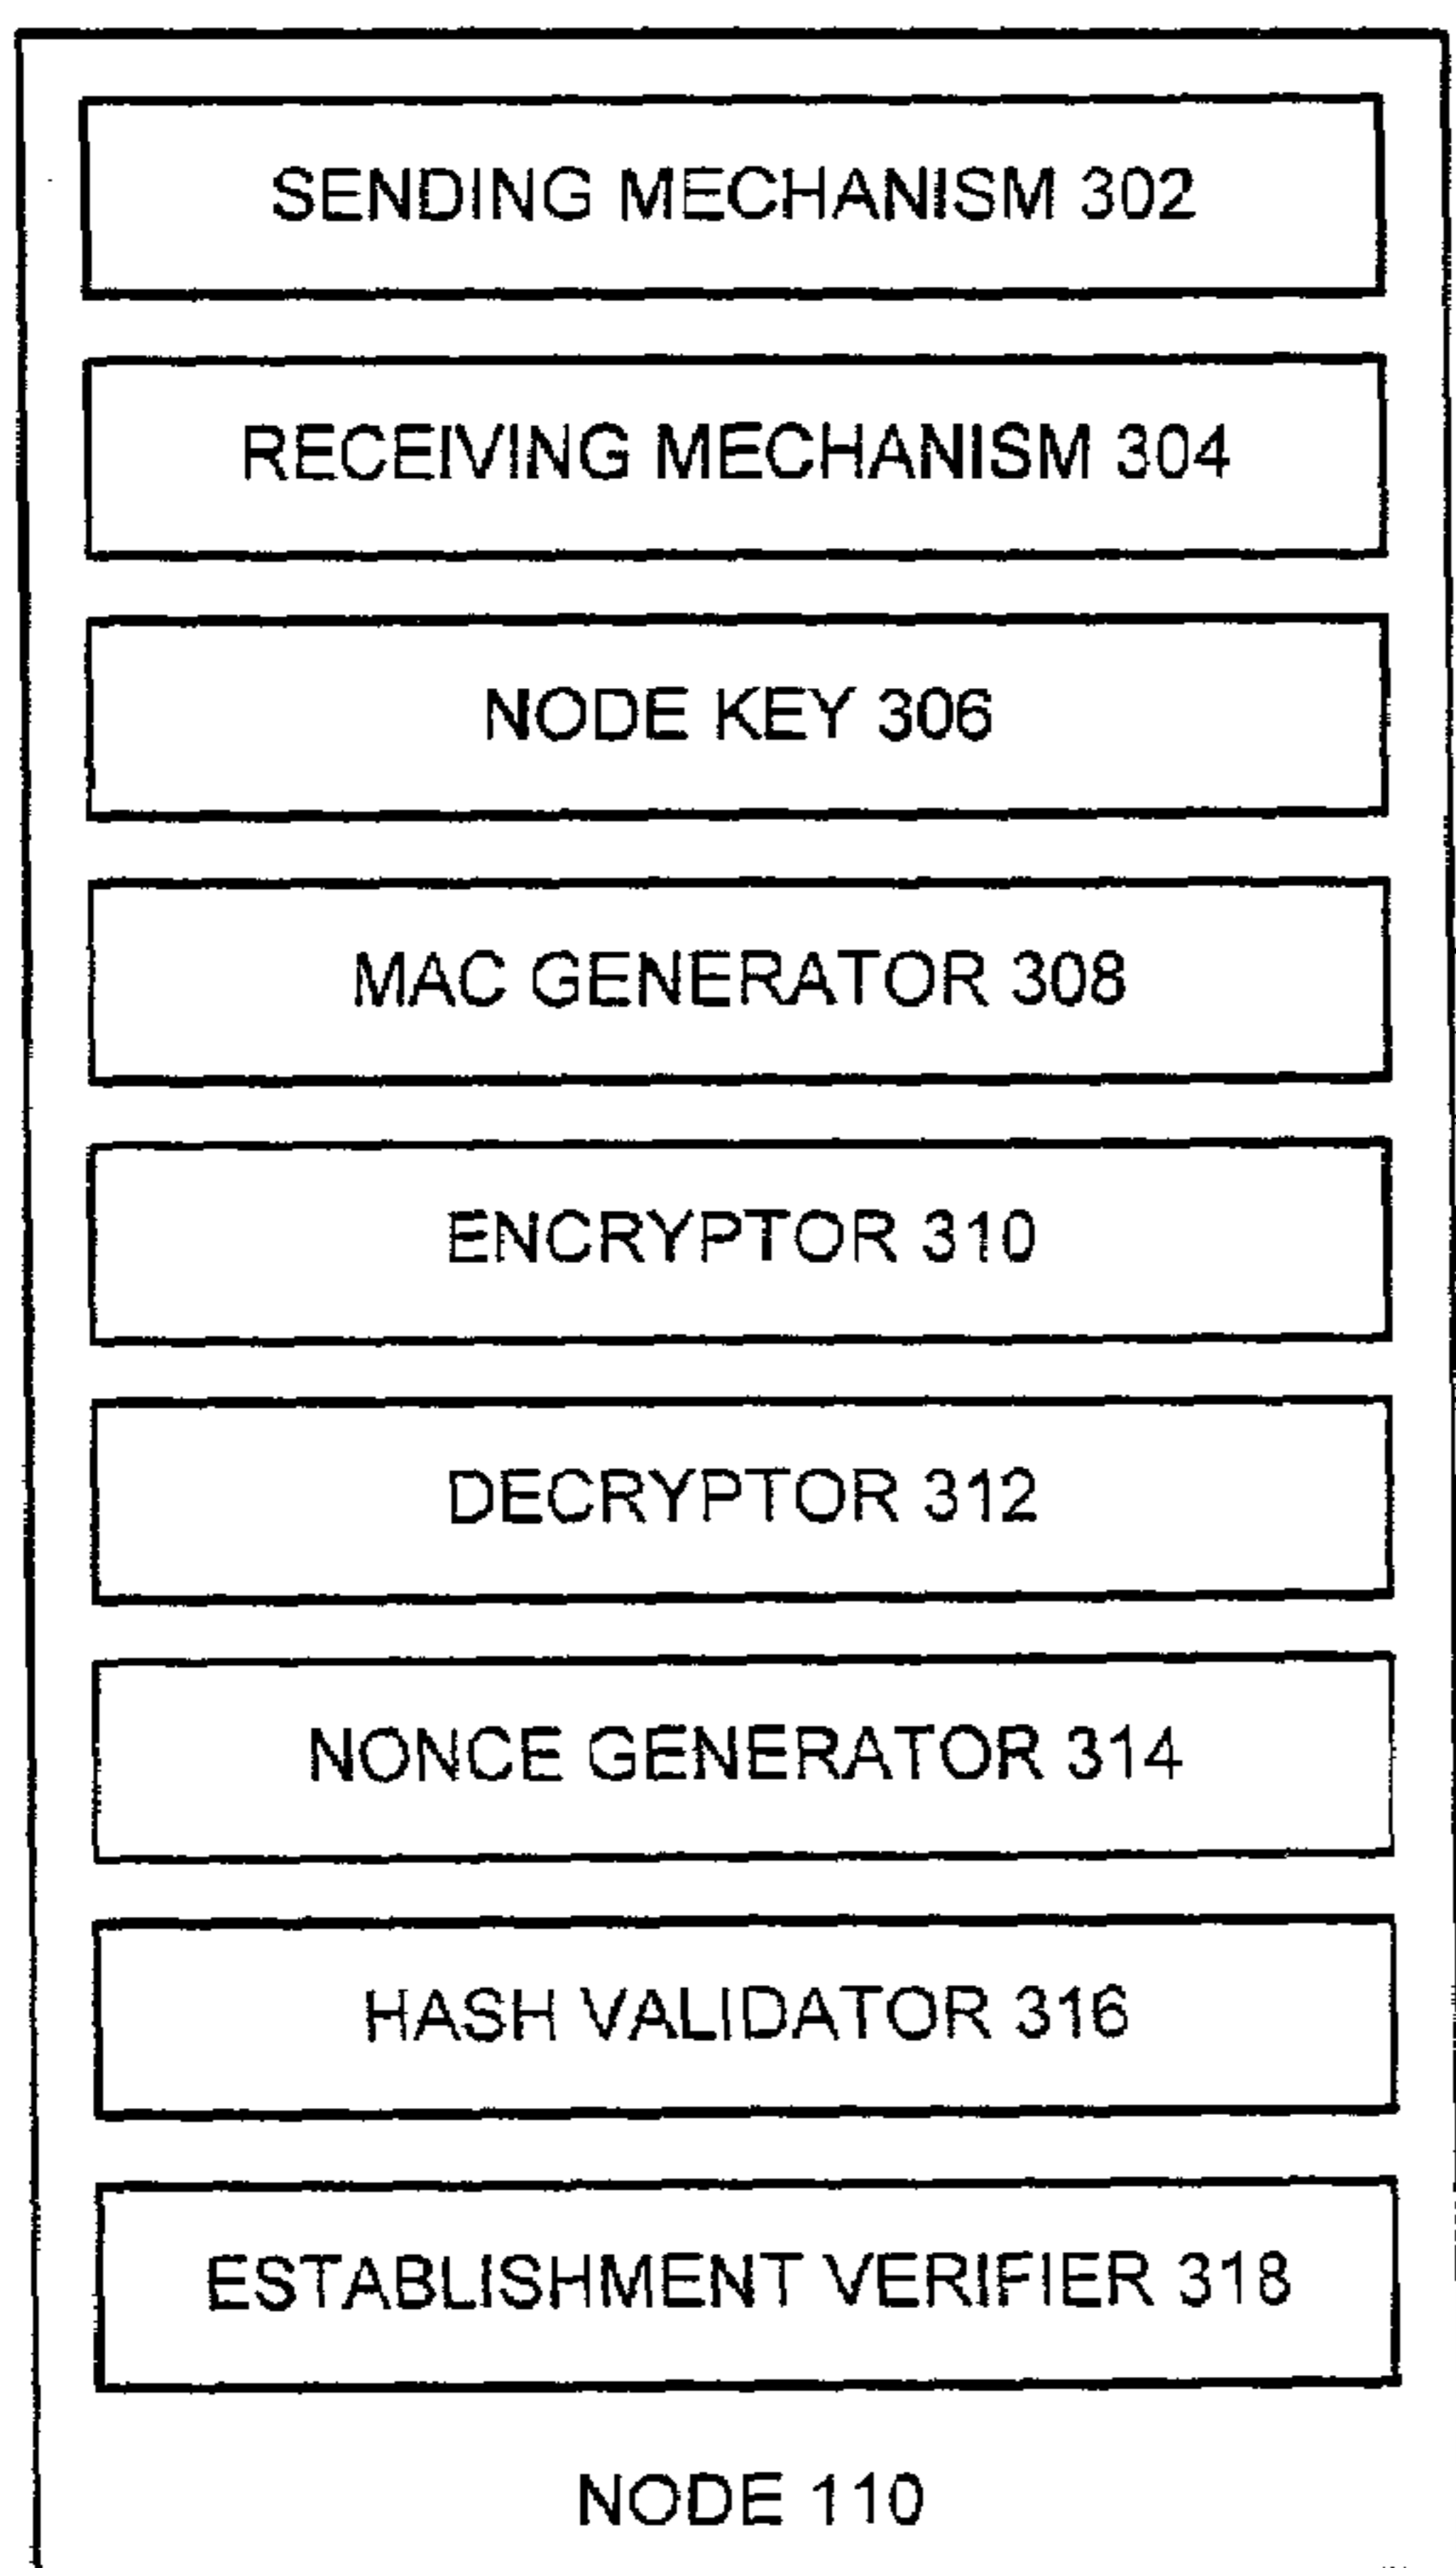 SENDING MECHANISM 302
RECEIVING MECHANISM 304
NODE KEY 306
MAC GENERATOR 308
ENCRYPTOR 310
DECRYPTOR 312
NONCE GENERATOR 314
HASH VALIDATOR 316
ESTABLISHMENT VERIFIER 318
NODE 110